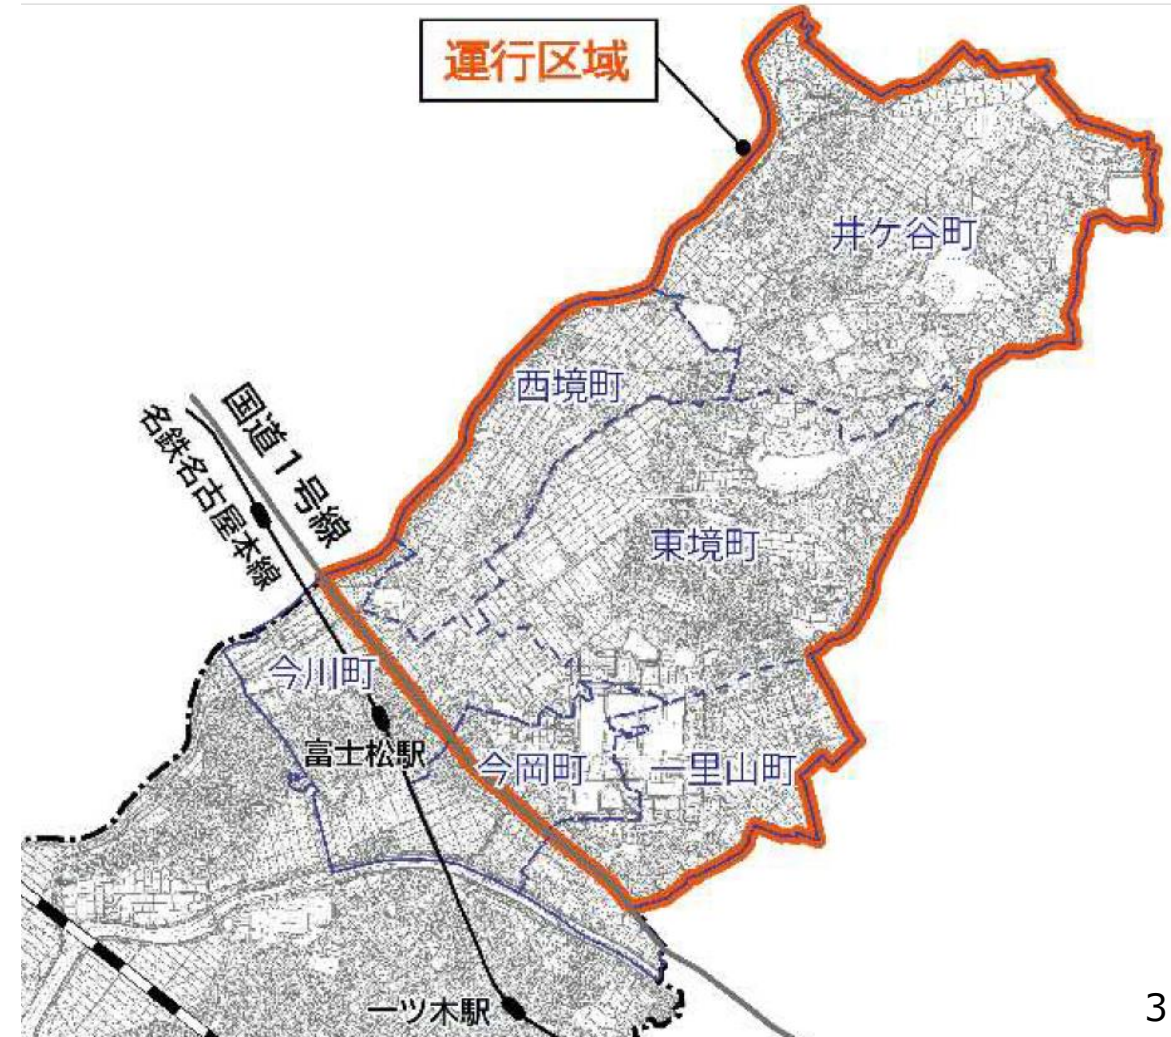 運行区域
井ケ谷町
西境町
国道1号線
名鉄名古屋本線
東境町
今川町
富士松駅
今岡町
一里山町
一ツ木駅
3